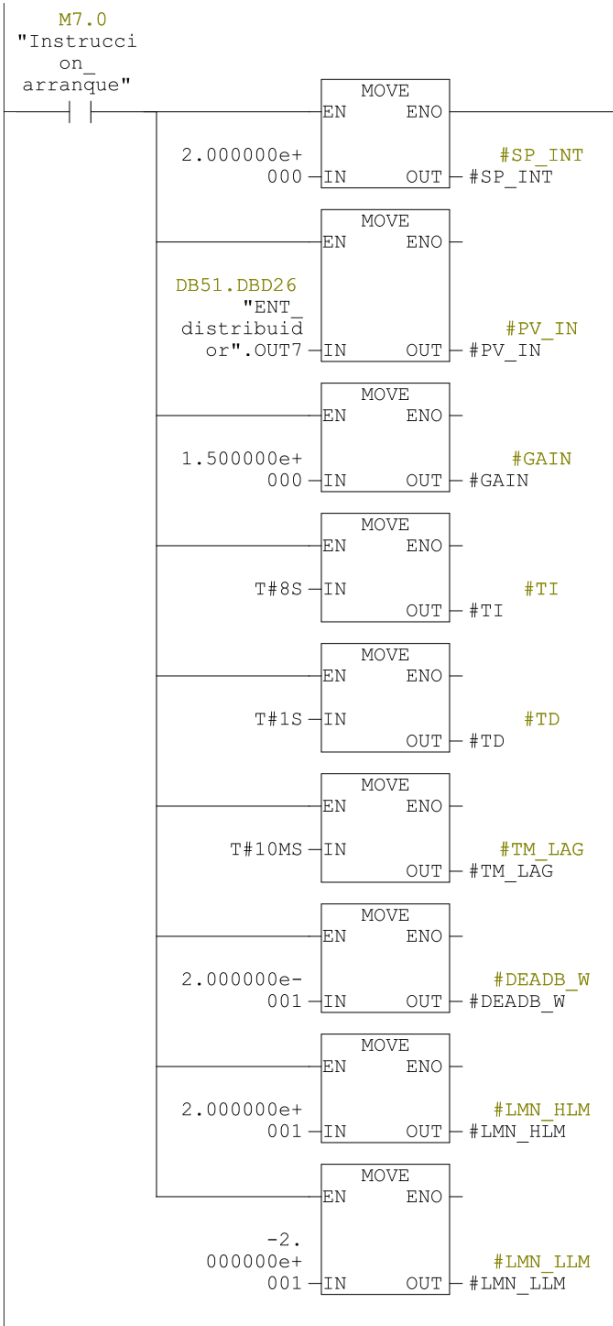 M7.0
"Instrucci
on_
arranque"
MOVE
EN ENO
2.000000e+ #SP_INT
000 IN OUT #SP_INT
MOVE
EN ENO
DB51.DBD26
"ENT_
distribuid #PV_IN
or".OUT7 IN OUT #PV_IN
MOVE
EN ENO
1.500000e+ #GAIN
000 IN OUT #GAIN
MOVE
EN ENO
T#8S IN #TI
OUT #TI
MOVE
EN ENO
T#1S IN #TD
OUT #TD
MOVE
EN ENO
T#10MS IN #TM_LAG
OUT #TM_LAG
MOVE
EN ENO
2.000000e- #DEADB_W
001 IN OUT #DEADB_W
MOVE
EN ENO
2.000000e+ #LMN_HLM
001 IN OUT #LMN_HLM
MOVE
EN ENO
-2.
000000e+ #LMN_LLM
001 IN OUT #LMN_LLM